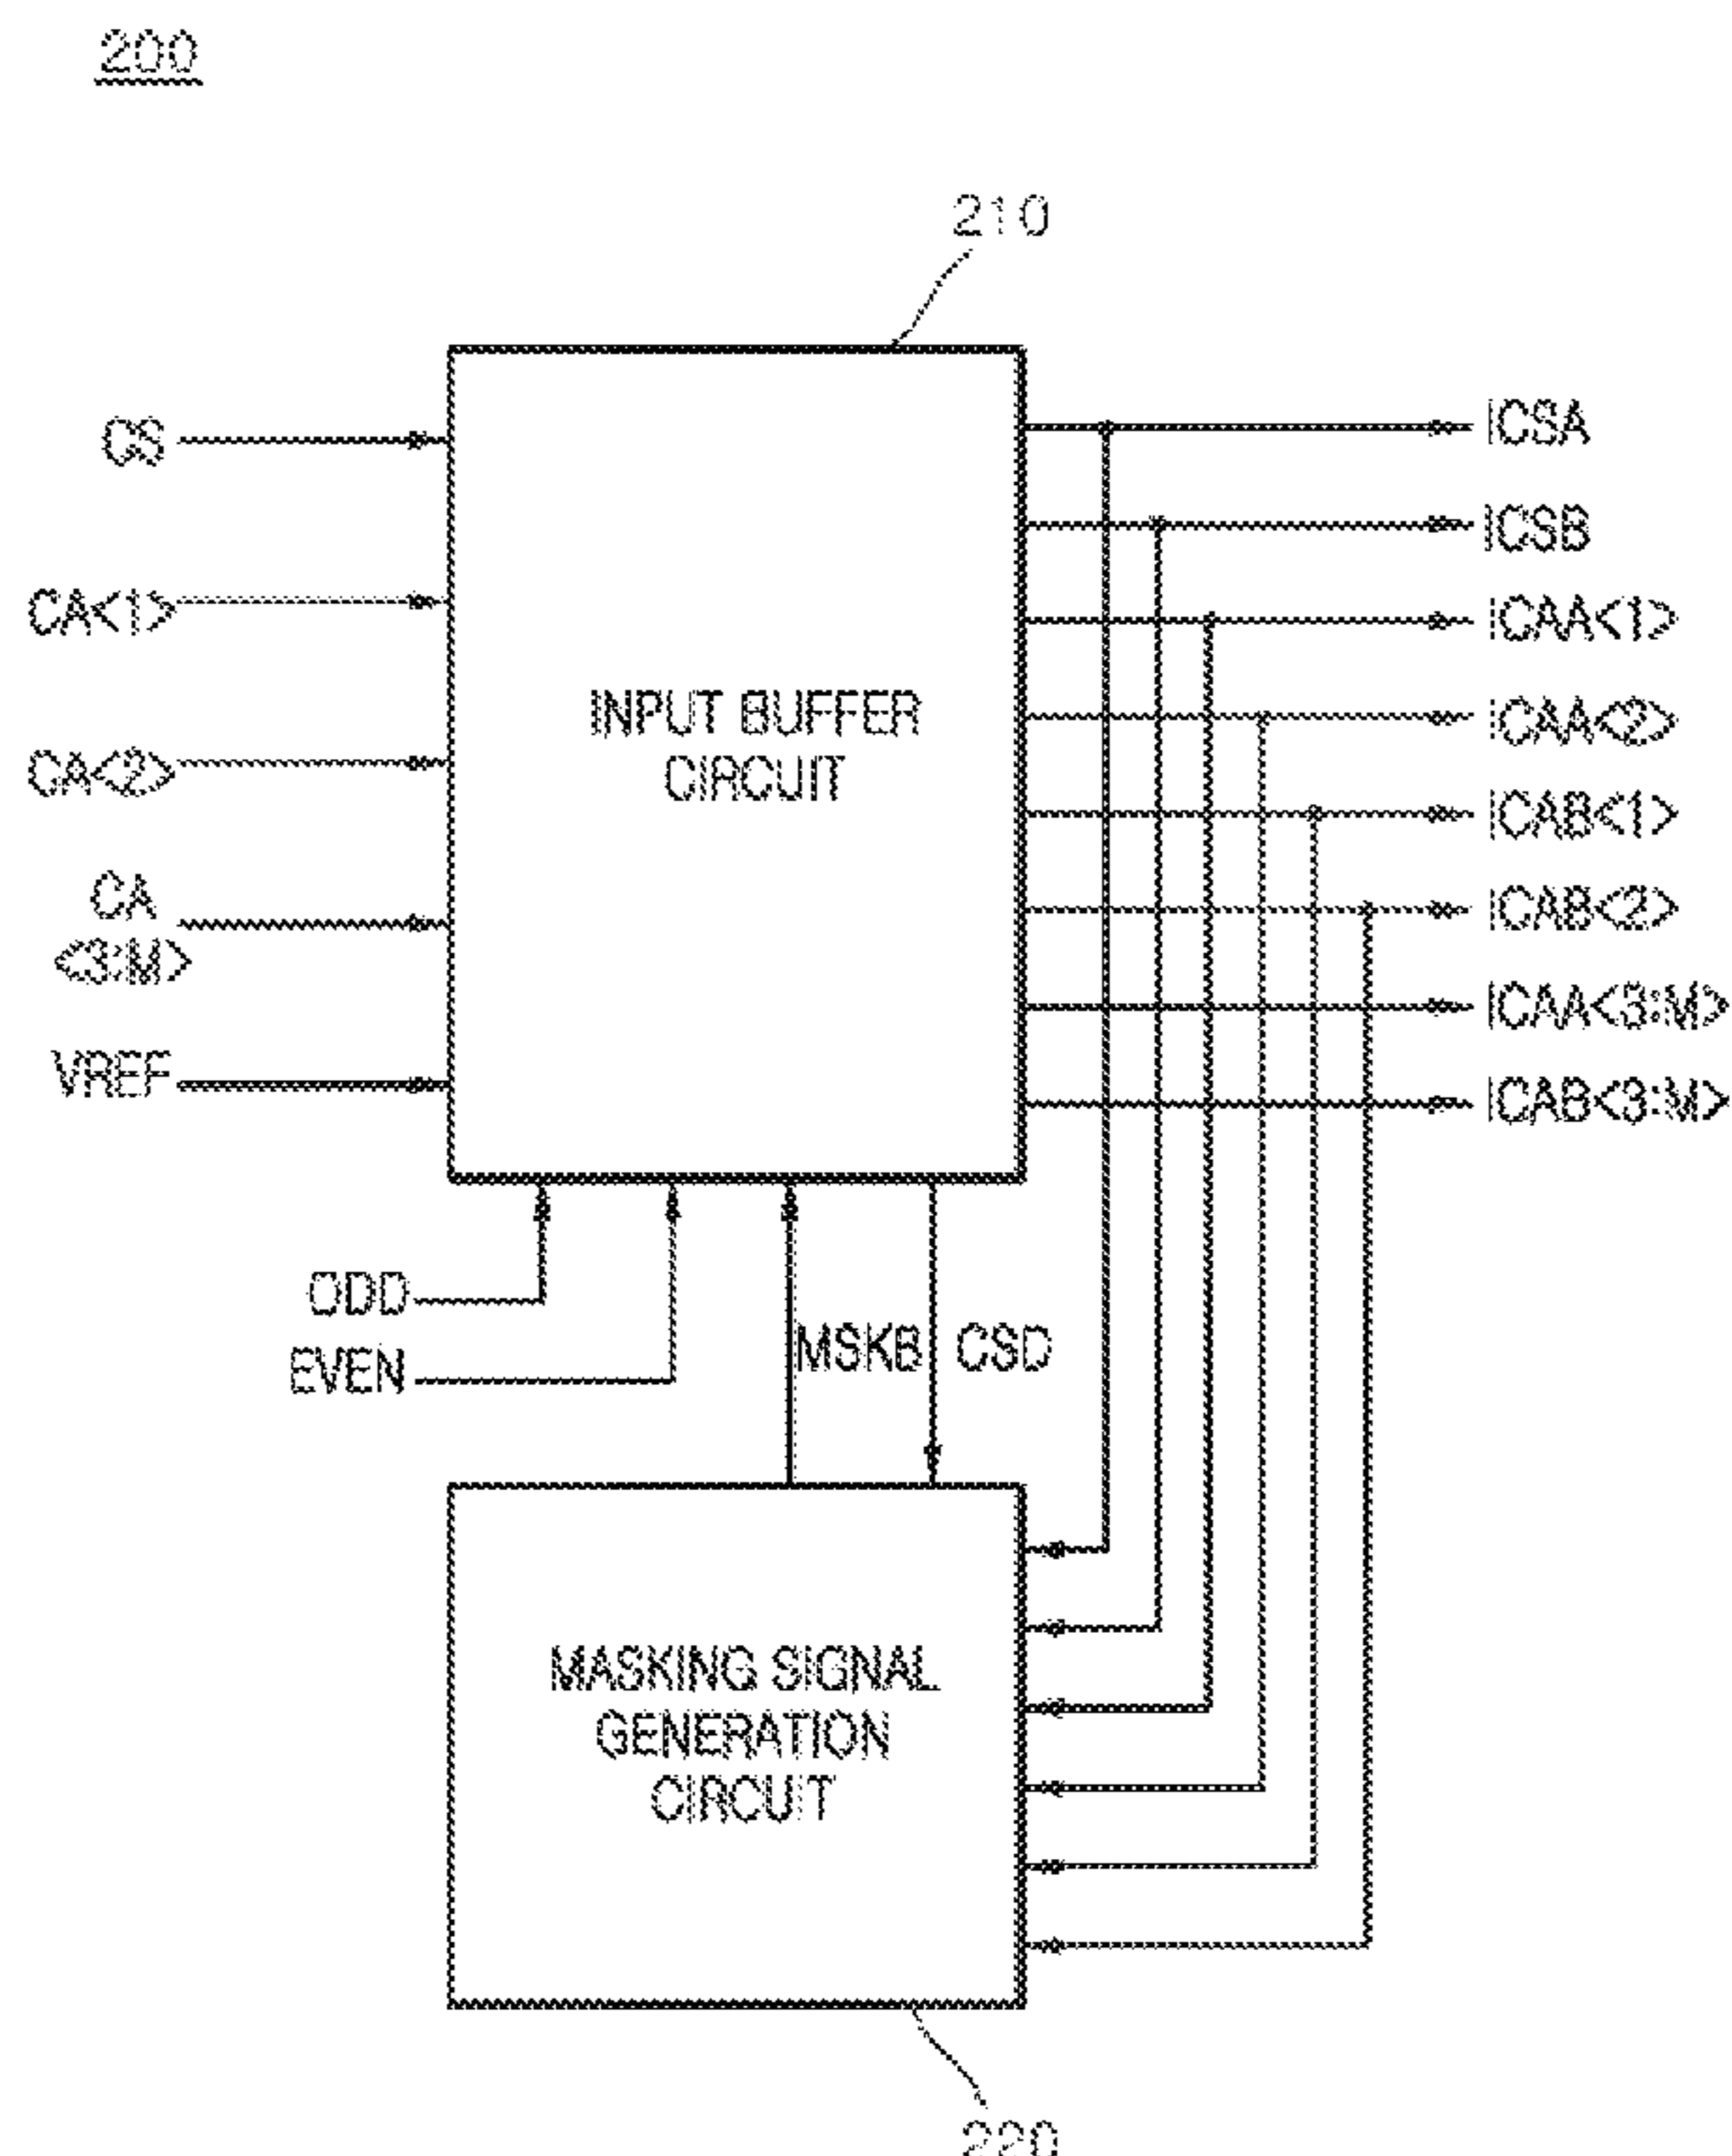 200
210
CS
CA<1>
CA<2>
CA
<3:M>
VREF
INPUT BUFFER
CIRCUIT
ICSA
ICSB
ICAA<1>
ICAA<2>
ICAB<1>
ICAB<2>
ICAA<3:M>
ICAB<3:M>
ODD
EVEN
MSKB
CSD
MASKING SIGNAL
GENERATION
CIRCUIT
220